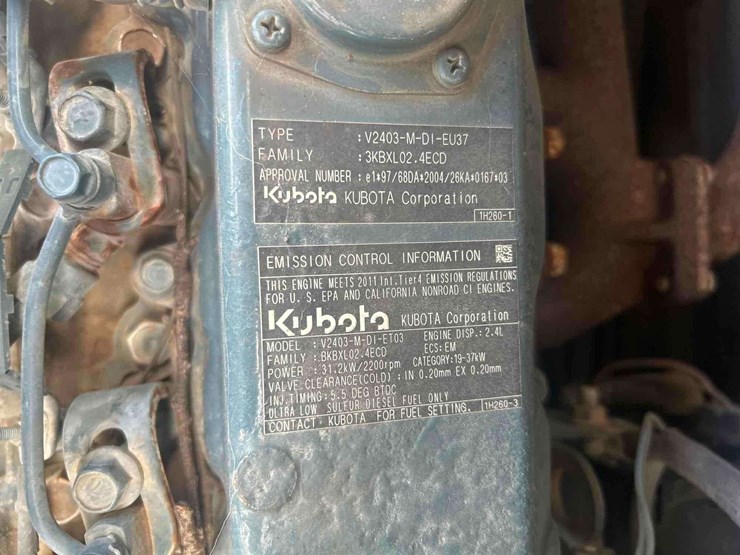 TYPE : V2403-M-DI-EU37
FAMILY : 3KBXL02.4ECD
APPROVAL NUMBER : e1*97/68DA*2004/26KA*0167*03
Kubota KUBOTA Corporation
1H260-1
EMISSION CONTROL INFORMATION
THIS ENGINE MEETS 2011 Int.Tier4 EMISSION REGULATIONS
FOR U. S. EPA AND CALIFORNIA NONROAD CI ENGINES.
Kubota KUBOTA Corporation
MODEL : V2403-M-DI-ET03 ENGINE DISP.: 2.4L
FAMILY : BKBXL02.4ECD ECS: EM
POWER : 31.2kW/2200rpm CATEGORY:19-37kW
VALVE CLEARANCE(COLD) : IN 0.20mm EX 0.20mm
INJ.TIMING: 5.5 DEG BTDC
ULTRA LOW SULFUR DIESEL FUEL ONLY
CONTACT KUBOTA FOR FUEL SETTING. 1H260-3